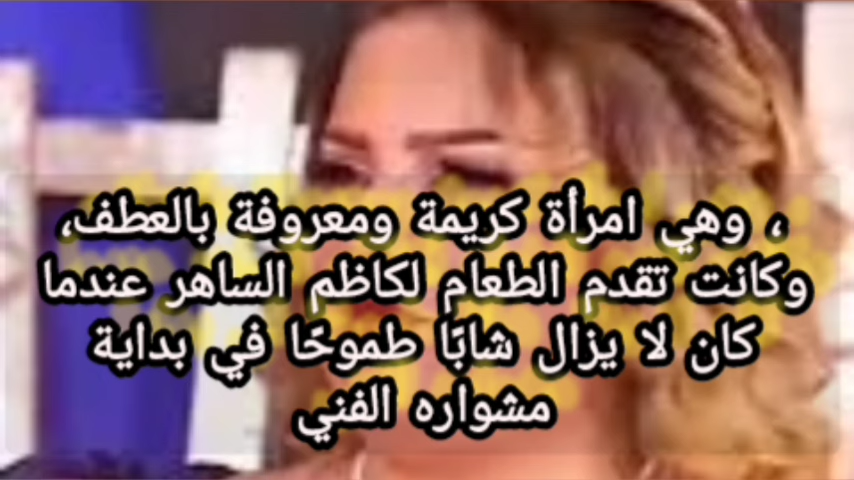 ، وهي امرأة كريمة ومعروفة بالعطف،
وكانت تقدم الطعام لكاظم الساهر عندما
كان لا يزال شابًا طموحًا في بداية
مشواره الفني